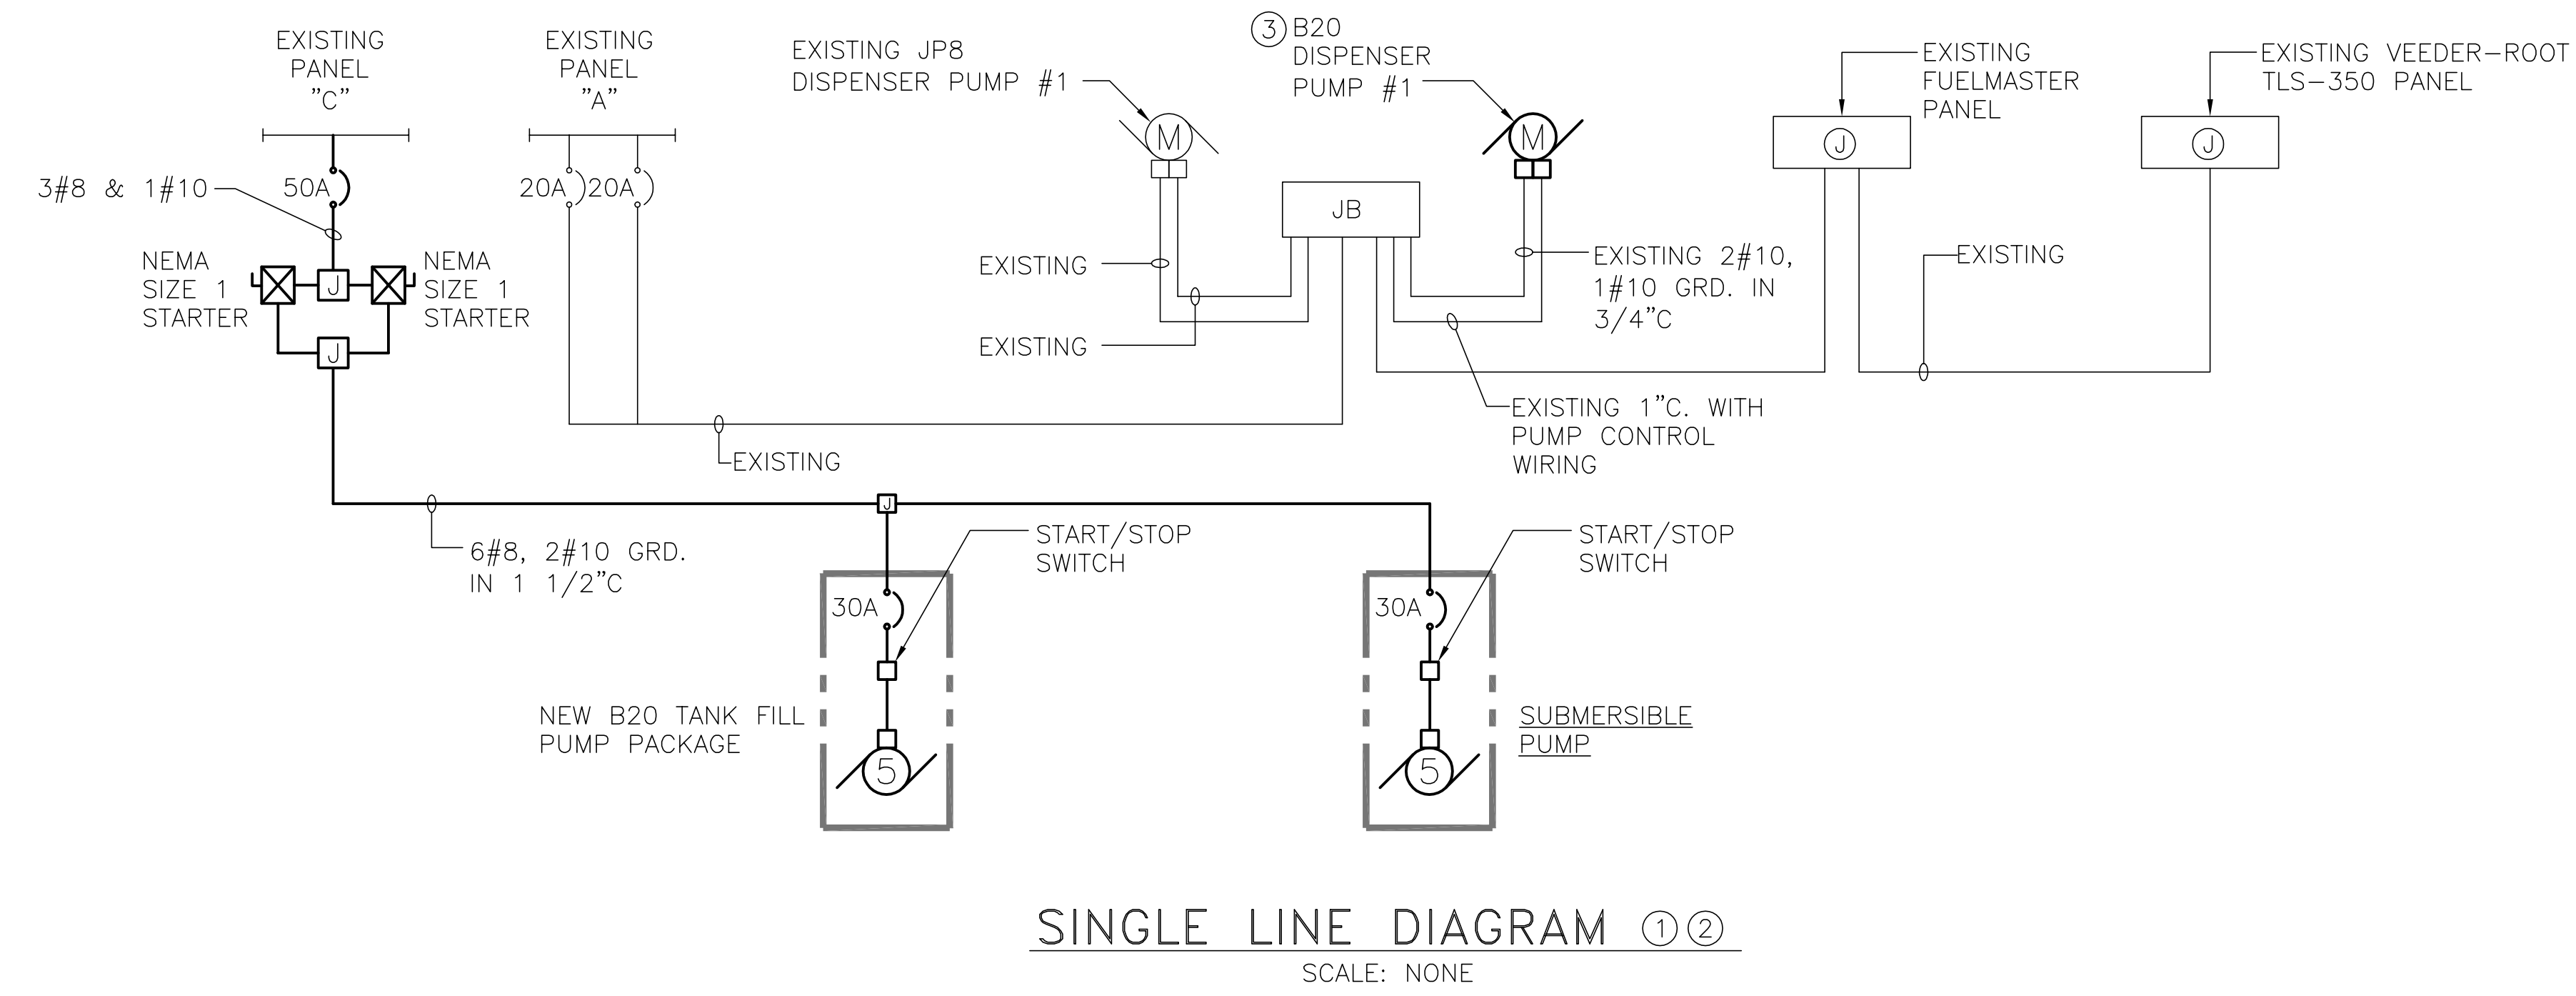 EXISTING
PANEL
"C"
EXISTING
PANEL
"A"
EXISTING JP8
DISPENSER PUMP #1
3 B20
DISPENSER
PUMP #1
EXISTING
FUELMASTER
PANEL
EXISTING VEEDER-ROOT
TLS-350 PANEL
M
M
J
J
3#8 & 1#10
50A
20A
20A
JB
NEMA
SIZE 1
STARTER
J
NEMA
SIZE 1
STARTER
J
EXISTING
EXISTING
EXISTING 2#10,
1#10 GRD. IN
3/4"C
EXISTING
EXISTING 1"C. WITH
PUMP CONTROL
WIRING
EXISTING
J
6#8, 2#10 GRD.
IN 1 1/2"C
START/STOP
SWITCH
START/STOP
SWITCH
30A
30A
NEW B20 TANK FILL
PUMP PACKAGE
5
SUBMERSIBLE
PUMP
5
SINGLE LINE DIAGRAM 1 2
SCALE: NONE